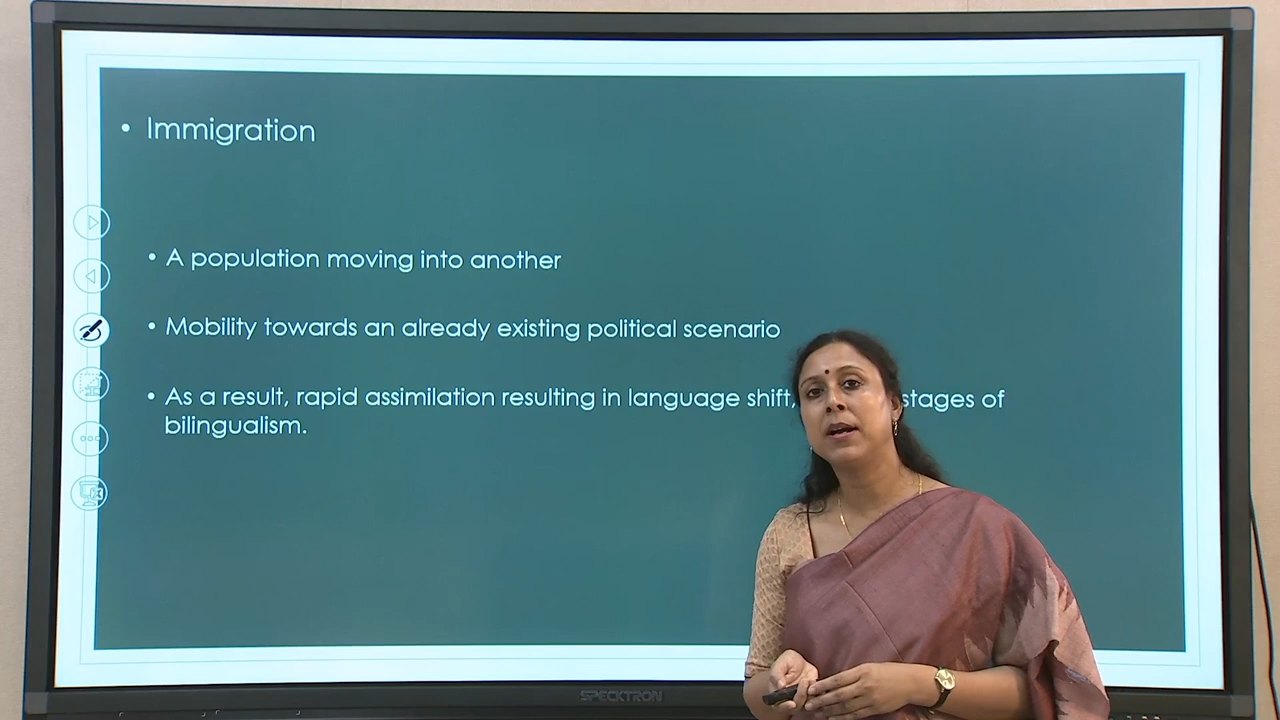 • Immigration
• A population moving into another
• Mobility towards an already existing political scenario
• As a result, rapid assimilation resulting in language shift, stages of
bilingualism.
SPECKTRON